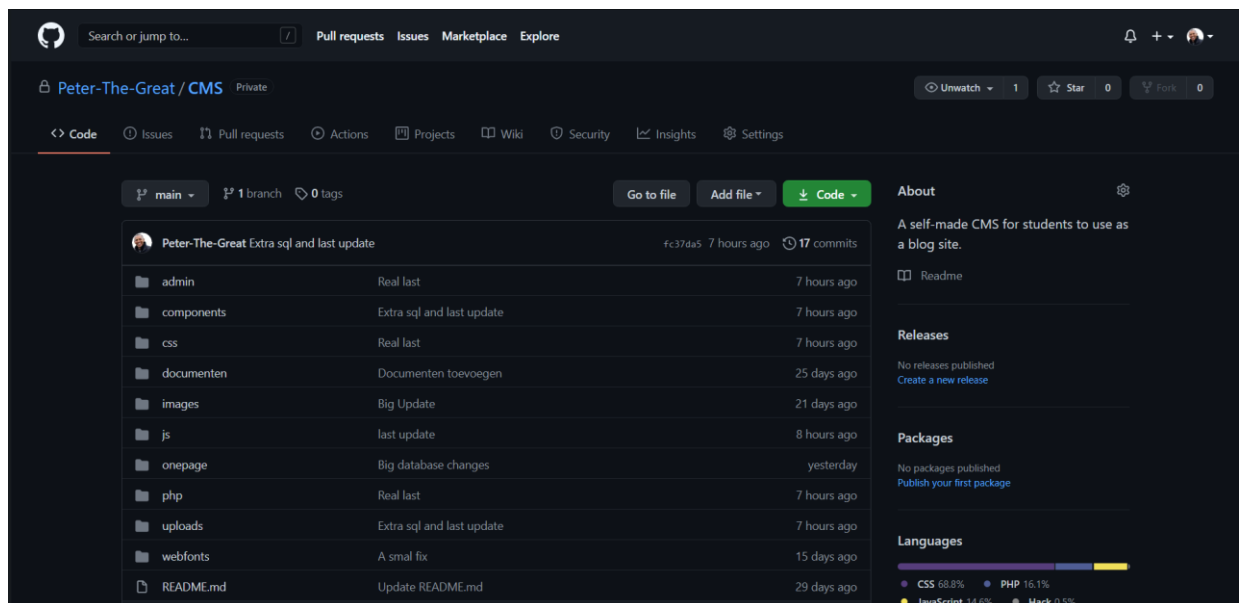 Search or jump to... / Pull requests Issues Marketplace Explore
Peter-The-Great / CMS Private Unwatch 1 Star 0 Fork 0
Code Issues Pull requests Actions Projects Wiki Security Insights Settings
main 1 branch 0 tags Go to file Add file Code
Peter-The-Great Extra sql and last update fc37da5 7 hours ago 17 commits
admin Real last 7 hours ago
components Extra sql and last update 7 hours ago
css Real last 7 hours ago
documenten Documenten toevoegen 25 days ago
images Big Update 21 days ago
js last update 8 hours ago
onepage Big database changes yesterday
php Real last 7 hours ago
uploads Extra sql and last update 7 hours ago
webfonts A smal fix 15 days ago
README.md Update README.md 29 days ago
About
A self-made CMS for students to use as
a blog site.
Readme
Releases
No releases published
Create a new release
Packages
No packages published
Publish your first package
Languages
CSS 68.8% PHP 16.1%
JavaScript 14.6% Hack 0.5%